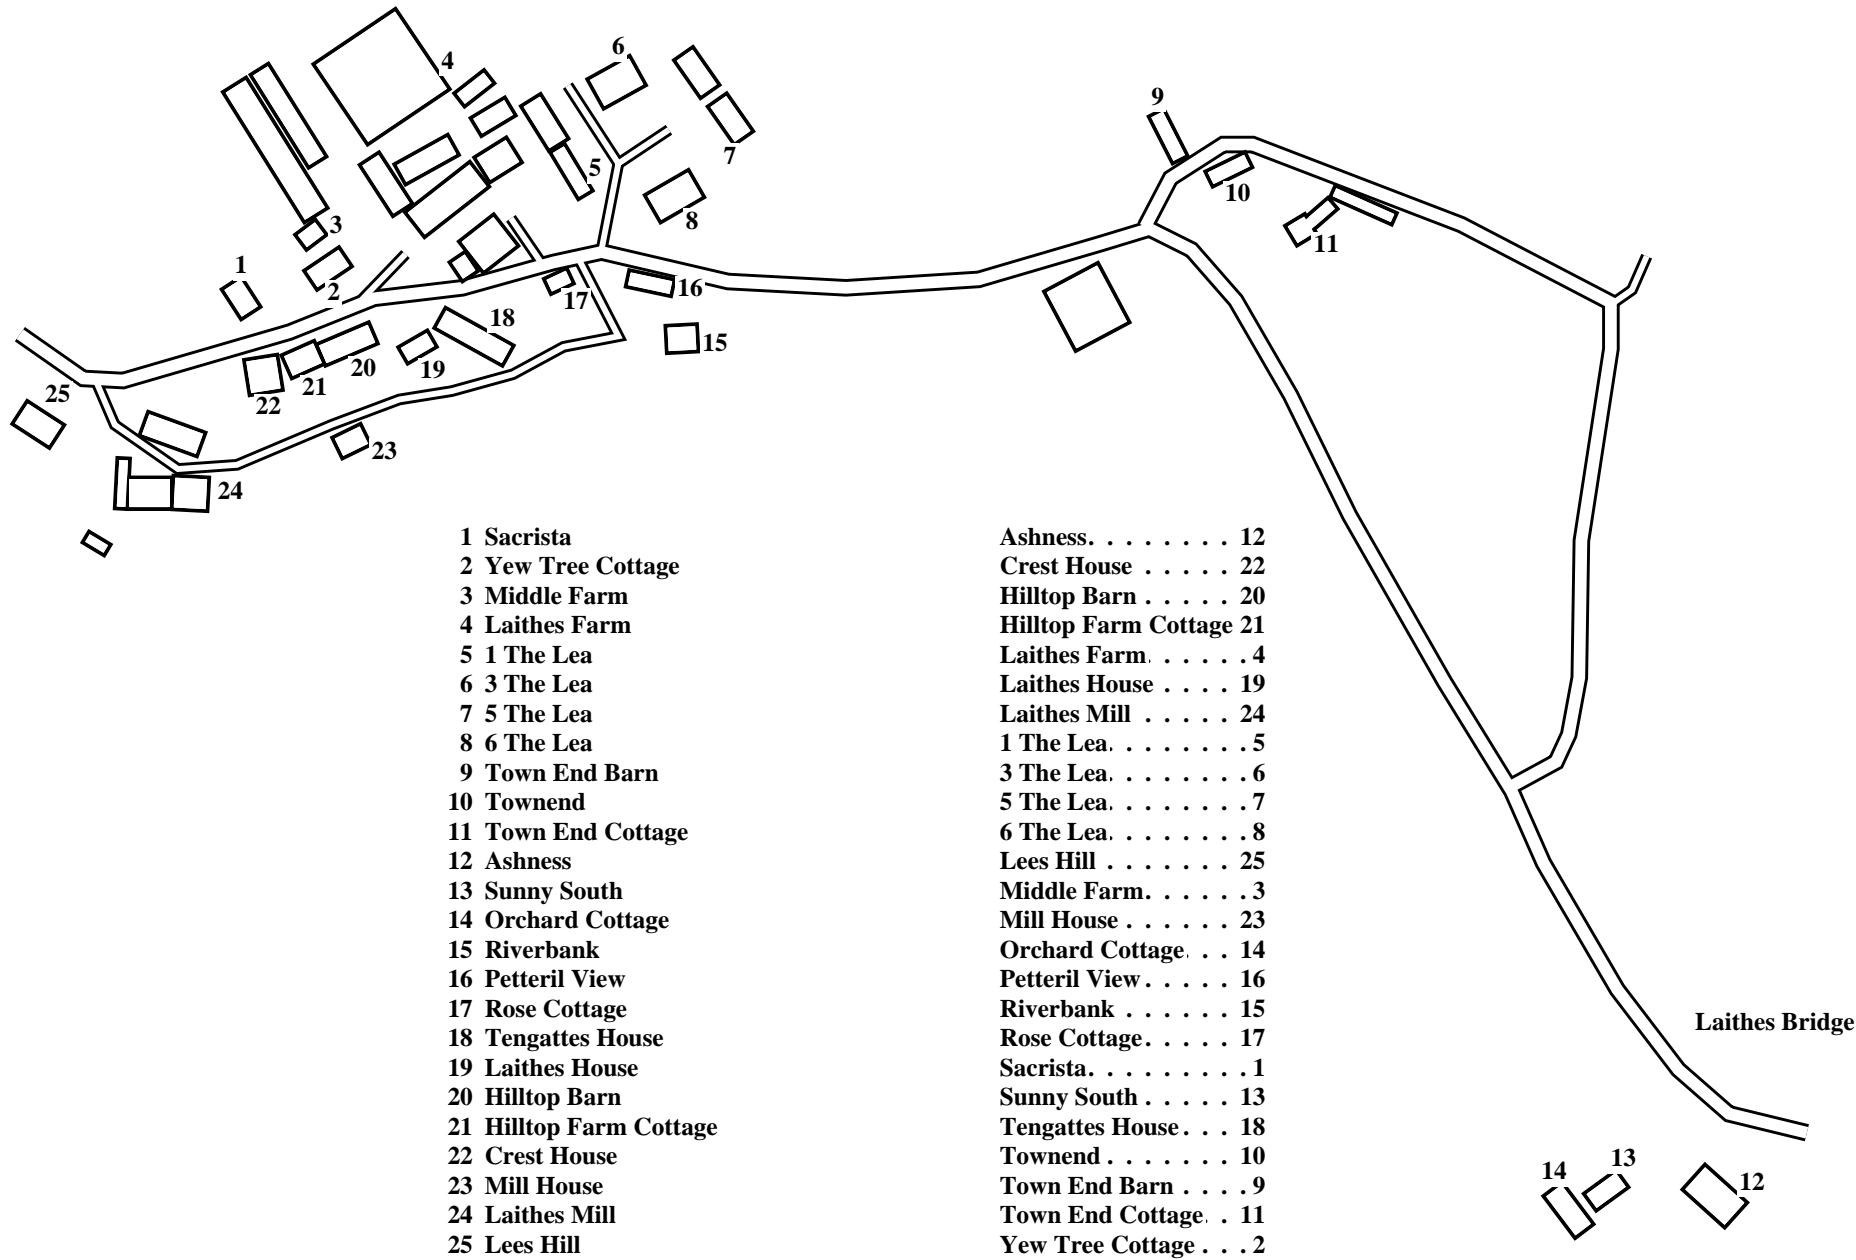 4
6
9
7
5
10
8
3
11
1
2
16
17
18
15
20
19
21
22
25
23
24
1 Sacrista
2 Yew Tree Cottage
3 Middle Farm
4 Laithes Farm
5 1 The Lea
6 3 The Lea
7 5 The Lea
8 6 The Lea
9 Town End Barn
10 Townend
11 Town End Cottage
12 Ashness
13 Sunny South
14 Orchard Cottage
15 Riverbank
16 Petteril View
17 Rose Cottage
18 Tengattes House
19 Laithes House
20 Hilltop Barn
21 Hilltop Farm Cottage
22 Crest House
23 Mill House
24 Laithes Mill
25 Lees Hill
Ashness. . . . . . . . 12
Crest House . . . . . 22
Hilltop Barn . . . . . 20
Hilltop Farm Cottage 21
Laithes Farm. . . . . . 4
Laithes House . . . . 19
Laithes Mill . . . . . 24
1 The Lea. . . . . . . . 5
3 The Lea. . . . . . . . 6
5 The Lea. . . . . . . . 7
6 The Lea. . . . . . . . 8
Lees Hill . . . . . . . 25
Middle Farm. . . . . . 3
Mill House . . . . . . 23
Orchard Cottage. . . 14
Petteril View. . . . . 16
Riverbank . . . . . . 15
Rose Cottage. . . . . 17
Sacrista. . . . . . . . . 1
Sunny South . . . . . 13
Tengattes House. . . 18
Townend . . . . . . . 10
Town End Barn . . . . 9
Town End Cottage. . 11
Yew Tree Cottage . . . 2
Laithes Bridge
14
13
12